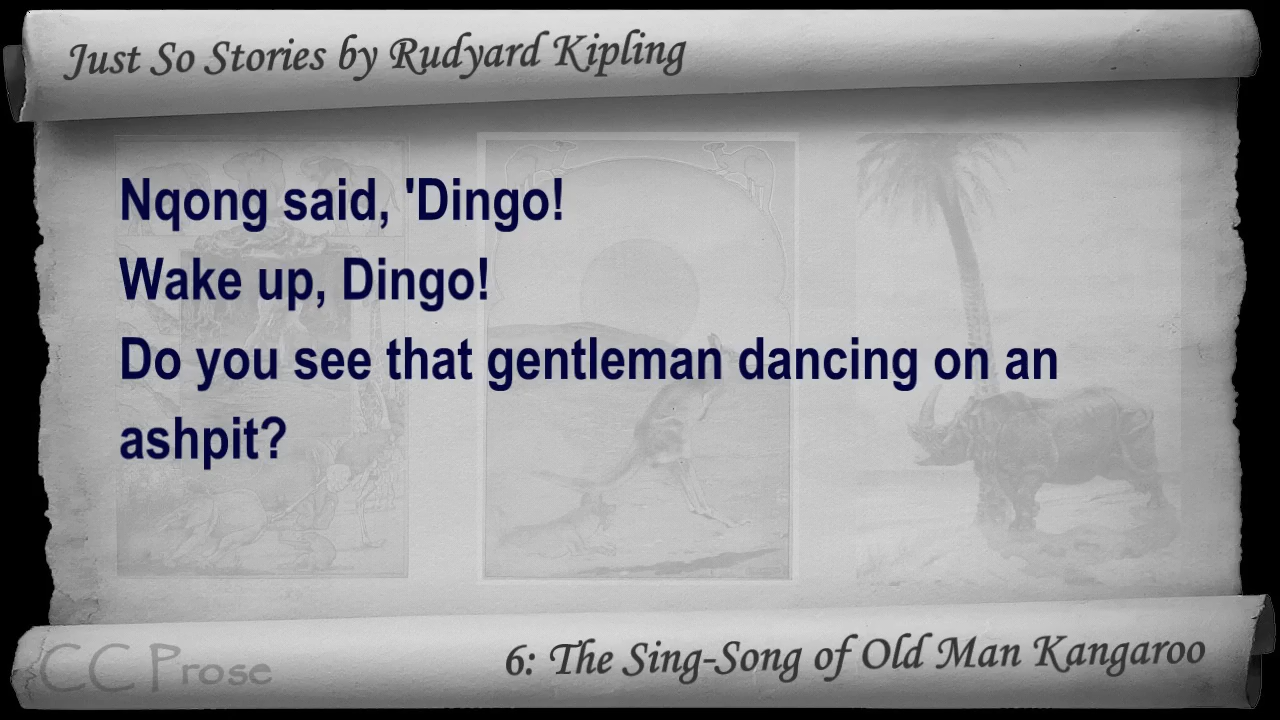 Just So Stories by Rudyard Kipling
Nqong said, 'Dingo!
Wake up, Dingo!
Do you see that gentleman dancing on an
ashpit?
CC Prose
6: The Sing-Song of Old Man Kangaroo